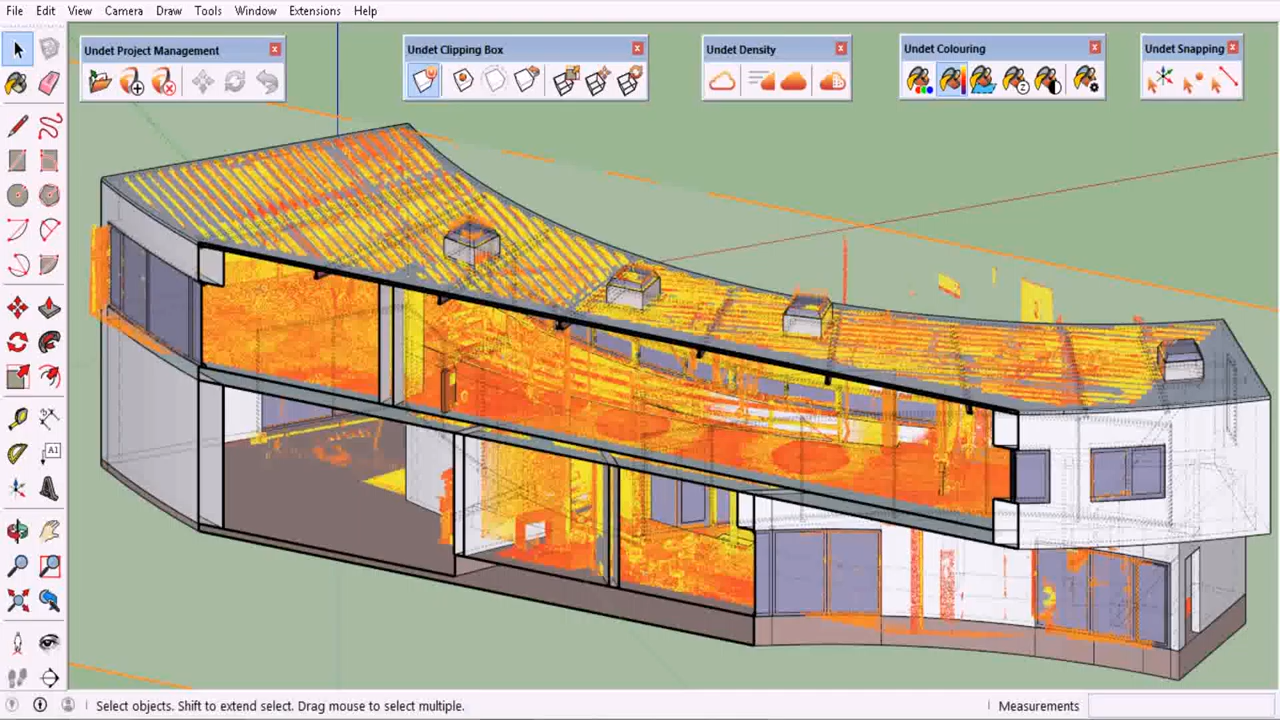 File Edit View Camera Draw Tools Window Extensions Help
Undet Project Management
Undet Clipping Box
Undet Density
Undet Colouring
Undet Snapping
A1
Select objects. Shift to extend select. Drag mouse to select multiple.
Measurements